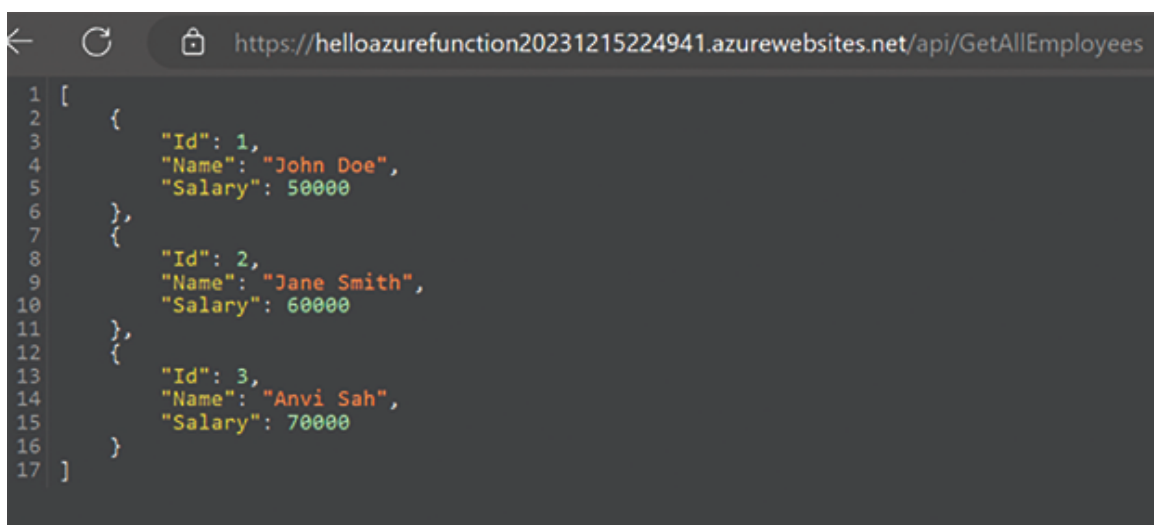 https://helloazurefunction20231215224941.azurewebsites.net/api/GetAllEmployees
1 [
2 {
3 "Id": 1,
4 "Name": "John Doe",
5 "Salary": 50000
6 },
7 {
8 "Id": 2,
9 "Name": "Jane Smith",
10 "Salary": 60000
11 },
12 {
13 "Id": 3,
14 "Name": "Anvi Sah",
15 "Salary": 70000
16 }
17 ]